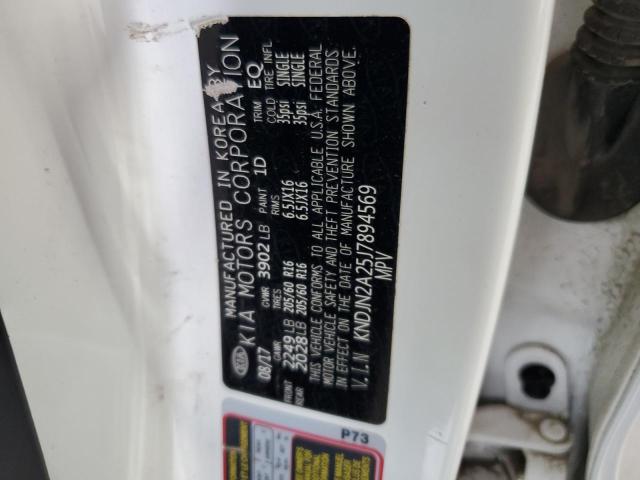 MANUFACTURED IN KOREA BY
KIA KIA MOTORS CORPORATION
08/17 GVWR 3902 LB PAINT 1D TRIM EQ
GAWR TIRES RIMS COLD TIRE INFL
FRONT 2249 LB 205/60 R16 6.5JX16 35psi SINGLE
REAR 2028 LB 205/60 R16 6.5JX16 35psi SINGLE
THIS VEHICLE CONFORMS TO ALL APPLICABLE U.S.A. FEDERAL
MOTOR VEHICLE SAFETY AND THEFT PREVENTION STANDARDS
IN EFFECT ON THE DATE OF MANUFACTURE SHOWN ABOVE.
V.I.N KNDJN2A25J7894569
MPV
P73